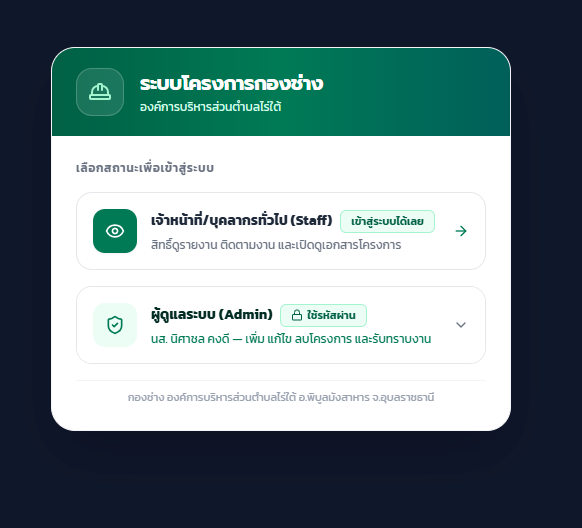 ระบบโครงการกองช่าง
องค์การบริหารส่วนตำบลไร่ใต้
เลือกสถานะเพื่อเข้าสู่ระบบ
เจ้าหน้าที่/บุคลากรทั่วไป (Staff) เข้าสู่ระบบได้เลย
สิทธิ์ดูรายงาน ติดตามงาน และเปิดดูเอกสารโครงการ
ผู้ดูแลระบบ (Admin) ใช้รหัสผ่าน
นส. นิศาชล คงดี — เพิ่ม แก้ไข ลบโครงการ และรับทราบงาน
กองช่าง องค์การบริหารส่วนตำบลไร่ใต้ อ.พิบูลมังสาหาร จ.อุบลราชธานี